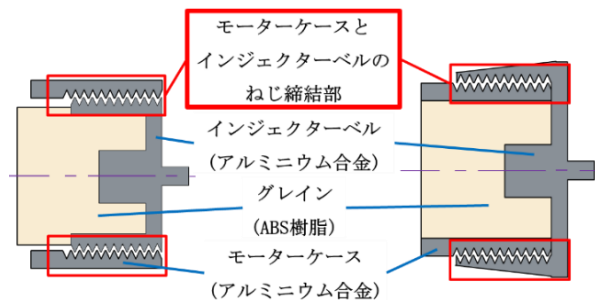 モーターケースと
インジェクターベルの
ねじ締結部
インジェクターベル
(アルミニウム合金)
グレイン
(ABS樹脂)
モーターケース
(アルミニウム合金)